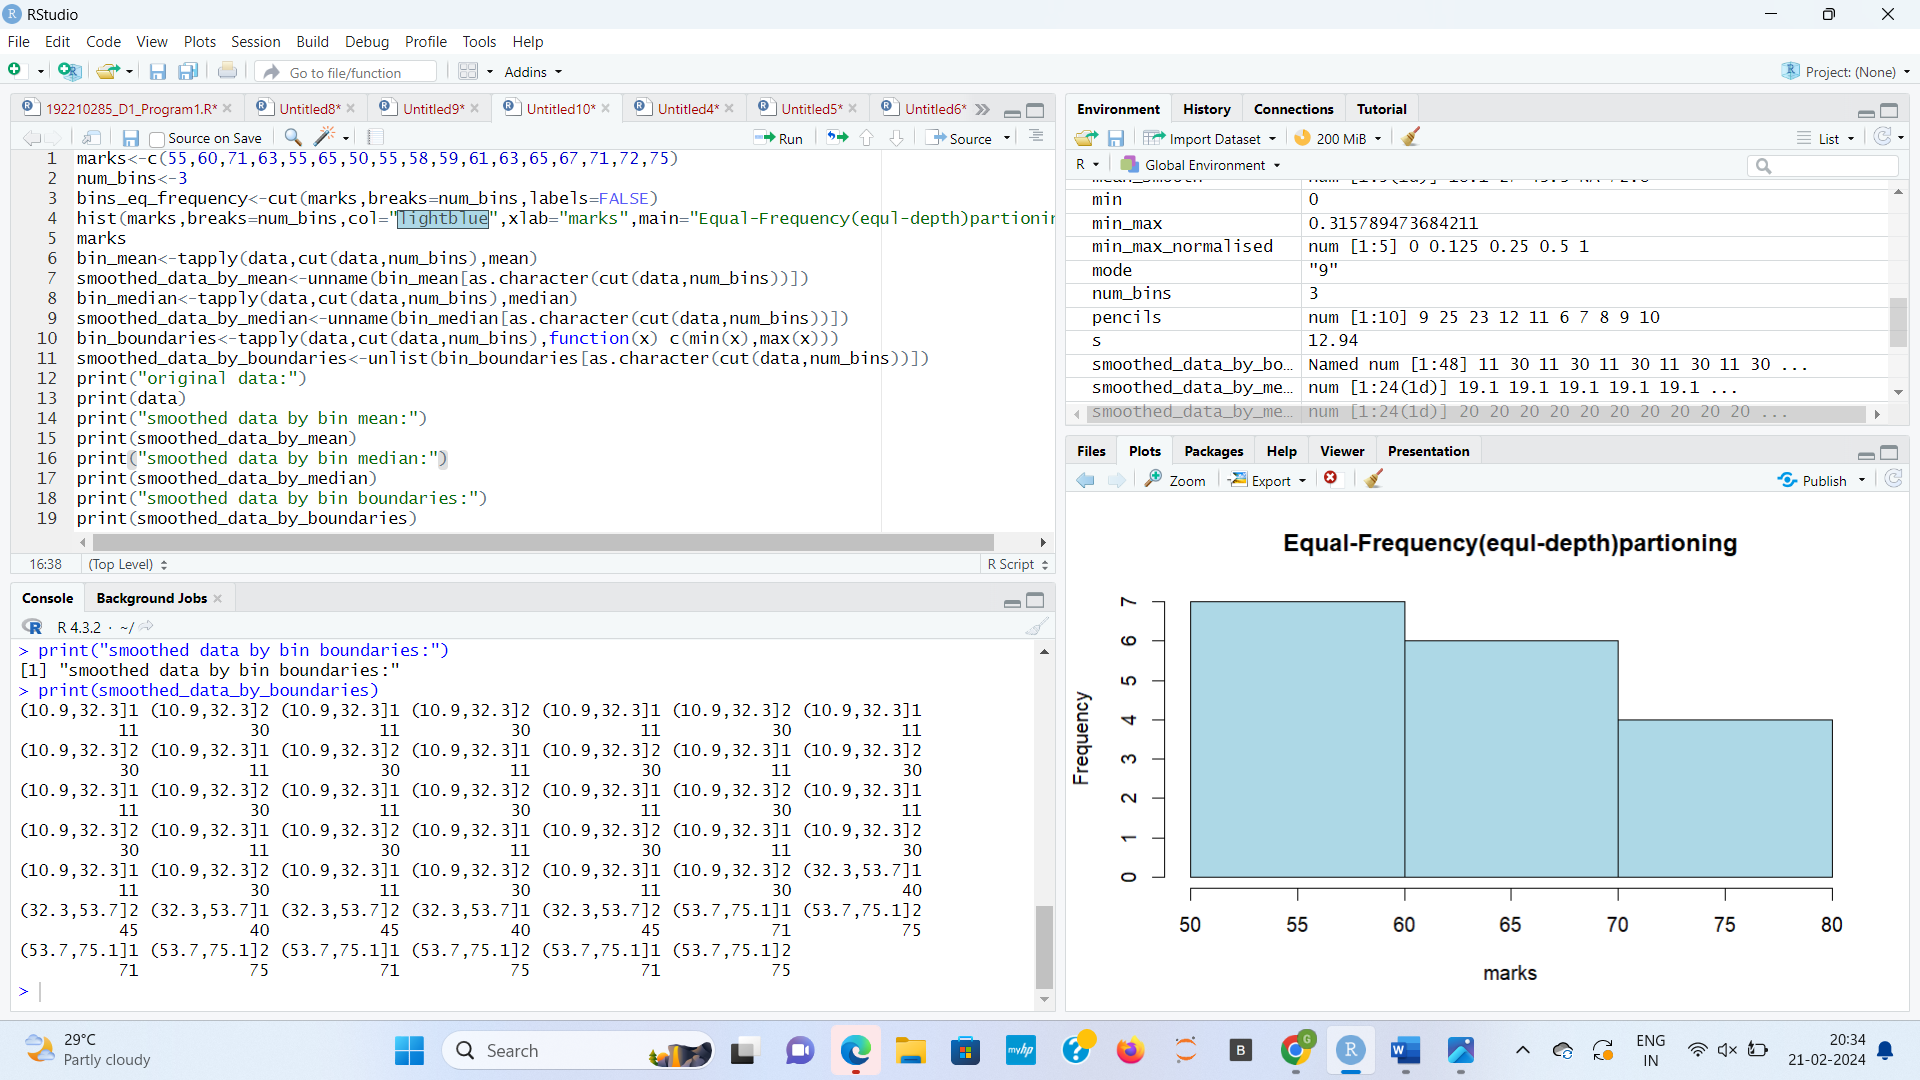 RStudio
File Edit Code View Plots Session Build Debug Profile Tools Help
Go to file/function Addins Project: (None)
192210285_D1_Program1.R* Untitled8* Untitled9* Untitled10* Untitled4* Untitled5* Untitled6*
Source on Save Run Source
1 marks<-c(55,60,71,63,55,65,50,55,58,59,61,63,65,67,71,72,75)
2 num_bins<-3
3 bins_eq_frequency<-cut(marks,breaks=num_bins,labels=FALSE)
4 hist(marks,breaks=num_bins,col="lightblue",xlab="marks",main="Equal-Frequency(equl-depth)partionin
5 marks
6 bin_mean<-tapply(data,cut(data,num_bins),mean)
7 smoothed_data_by_mean<-unname(bin_mean[as.character(cut(data,num_bins))])
8 bin_median<-tapply(data,cut(data,num_bins),median)
9 smoothed_data_by_median<-unname(bin_median[as.character(cut(data,num_bins))])
10 bin_boundaries<-tapply(data,cut(data,num_bins),function(x) c(min(x),max(x)))
11 smoothed_data_by_boundaries<-unlist(bin_boundaries[as.character(cut(data,num_bins))])
12 print("original data:")
13 print(data)
14 print("smoothed data by bin mean:")
15 print(smoothed_data_by_mean)
16 print("smoothed data by bin median:")
17 print(smoothed_data_by_median)
18 print("smoothed data by bin boundaries:")
19 print(smoothed_data_by_boundaries)
16:38 (Top Level) R Script
Console Background Jobs
R 4.3.2 · ~/
> print("smoothed data by bin boundaries:")
[1] "smoothed data by bin boundaries:"
> print(smoothed_data_by_boundaries)
(10.9,32.3]1 (10.9,32.3]2 (10.9,32.3]1 (10.9,32.3]2 (10.9,32.3]1 (10.9,32.3]2 (10.9,32.3]1
11 30 11 30 11 30 11
(10.9,32.3]2 (10.9,32.3]1 (10.9,32.3]2 (10.9,32.3]1 (10.9,32.3]2 (10.9,32.3]1 (10.9,32.3]2
30 11 30 11 30 11 30
(10.9,32.3]1 (10.9,32.3]2 (10.9,32.3]1 (10.9,32.3]2 (10.9,32.3]1 (10.9,32.3]2 (10.9,32.3]1
11 30 11 30 11 30 11
(10.9,32.3]2 (10.9,32.3]1 (10.9,32.3]2 (10.9,32.3]1 (10.9,32.3]2 (10.9,32.3]1 (10.9,32.3]2
30 11 30 11 30 11 30
(10.9,32.3]1 (10.9,32.3]2 (10.9,32.3]1 (10.9,32.3]2 (10.9,32.3]1 (10.9,32.3]2 (32.3,53.7]1
11 30 11 30 11 30 40
(32.3,53.7]2 (32.3,53.7]1 (32.3,53.7]2 (32.3,53.7]1 (32.3,53.7]2 (53.7,75.1]1 (53.7,75.1]2
45 40 45 40 45 71 75
(53.7,75.1]1 (53.7,75.1]2 (53.7,75.1]1 (53.7,75.1]2 (53.7,75.1]1 (53.7,75.1]2
71 75 71 75 71 75
>
Environment History Connections Tutorial
Import Dataset 200 MiB List
R Global Environment
min 0
min_max 0.315789473684211
min_max_normalised num [1:5] 0 0.125 0.25 0.5 1
mode "9"
num_bins 3
pencils num [1:10] 9 25 23 12 11 6 7 8 9 10
s 12.94
smoothed_data_by_bo… Named num [1:48] 11 30 11 30 11 30 11 30 11 30 ...
smoothed_data_by_me… num [1:24(1d)] 19.1 19.1 19.1 19.1 19.1 ...
smoothed_data_by_me… num [1:24(1d)] 20 20 20 20 20 20 20 20 20 20 ...
Files Plots Packages Help Viewer Presentation
Zoom Export Publish
Equal-Frequency(equl-depth)partioning
Frequency
7
6
5
4
3
2
1
0
50 55 60 65 70 75 80
marks
29°C
Partly cloudy
Search
myhp
B
G
R
W
ENG
IN
20:34
21-02-2024